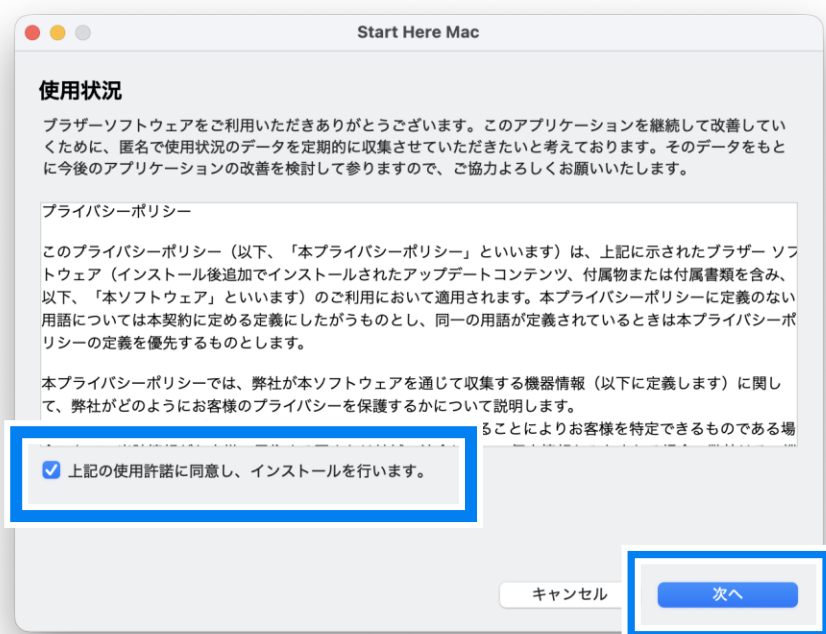 Start Here Mac
使用状況
ブラザーソフトウェアをご利用いただきありがとうございます。このアプリケーションを継続して改善してい
くために、匿名で使用状況のデータを定期的に収集させていただきたいと考えております。そのデータをもと
に今後のアプリケーションの改善を検討して参りますので、ご協力よろしくお願いいたします。
プライバシーポリシー
このプライバシーポリシー（以下、「本プライバシーポリシー」といいます）は、上記に示されたブラザー ソフ
トウェア（インストール後追加でインストールされたアップデートコンテンツ、付属物または付属書類を含み、
以下、「本ソフトウェア」といいます）のご利用において適用されます。本プライバシーポリシーに定義のない
用語については本契約に定める定義にしたがうものとし、同一の用語が定義されているときは本プライバシーポ
リシーの定義を優先するものとします。
本プライバシーポリシーでは、弊社が本ソフトウェアを通じて収集する機器情報（以下に定義します）に関し
て、弊社がどのようにお客様のプライバシーを保護するかについて説明します。
ることによりお客様を特定できるものである場
上記の使用許諾に同意し、インストールを行います。
キャンセル
次へ